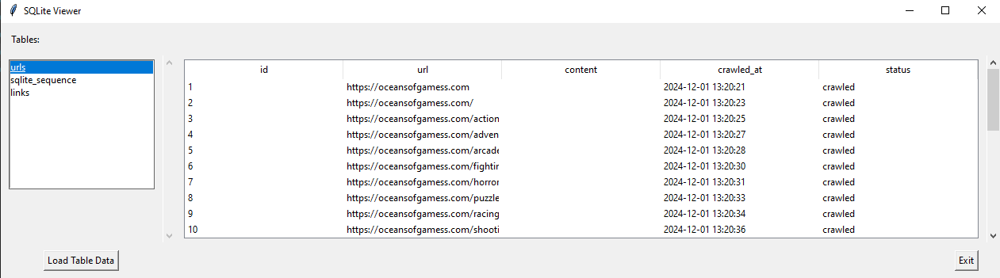 SQLite Viewer
Tables:
urls
sqlite_sequence
links
id url content crawled_at status
1 https://oceansofgamess.com 2024-12-01 13:20:21 crawled
2 https://oceansofgamess.com/ 2024-12-01 13:20:23 crawled
3 https://oceansofgamess.com/action 2024-12-01 13:20:25 crawled
4 https://oceansofgamess.com/adven 2024-12-01 13:20:27 crawled
5 https://oceansofgamess.com/arcade 2024-12-01 13:20:28 crawled
6 https://oceansofgamess.com/fightin 2024-12-01 13:20:30 crawled
7 https://oceansofgamess.com/horror 2024-12-01 13:20:31 crawled
8 https://oceansofgamess.com/puzzle 2024-12-01 13:20:33 crawled
9 https://oceansofgamess.com/racing 2024-12-01 13:20:34 crawled
10 https://oceansofgamess.com/shooti 2024-12-01 13:20:36 crawled
Load Table Data
Exit